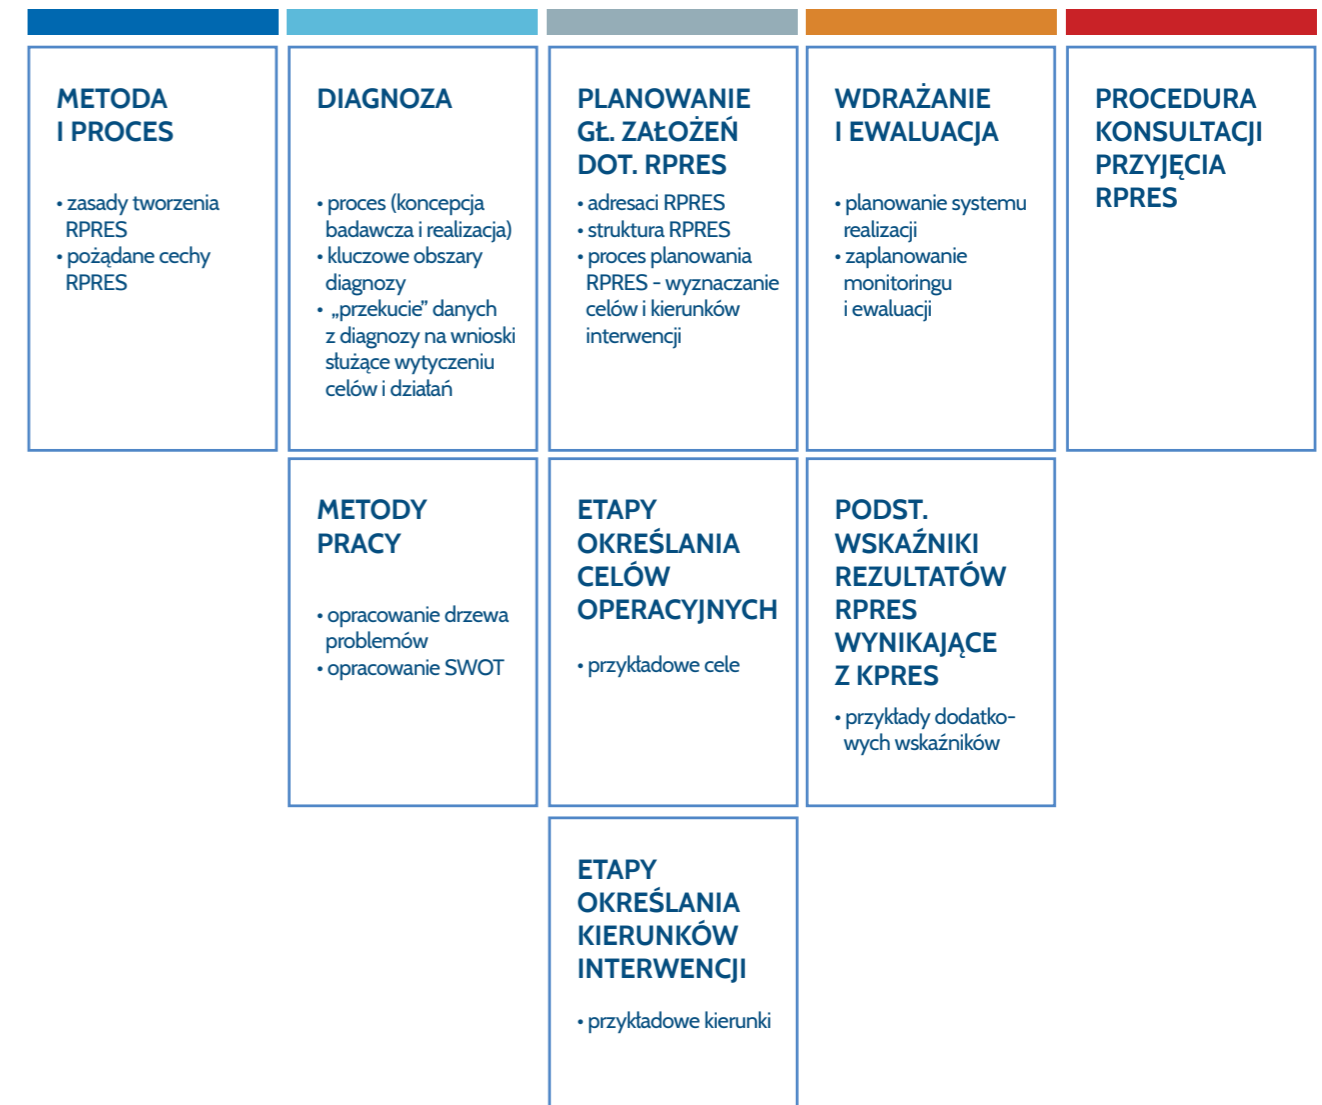 METODA
I PROCES
• zasady tworzenia
RPRES
• pożądane cechy
RPRES
DIAGNOZA
• proces (koncepcja
badawcza i realizacja)
• kluczowe obszary
diagnozy
• „przekucie” danych
z diagnozy na wnioski
służące wytyczeniu
celów i działań
PLANOWANIE
GŁ. ZAŁOŻEŃ
DOT. RPRES
• adresaci RPRES
• struktura RPRES
• proces planowania
RPRES - wyznaczanie
celów i kierunków
interwencji
WDRAŻANIE
I EWALUACJA
• planowanie systemu
realizacji
• zaplanowanie
monitoringu
i ewaluacji
PROCEDURA
KONSULTACJI
PRZYJĘCIA
RPRES
METODY
PRACY
• opracowanie drzewa
problemów
• opracowanie SWOT
ETAPY
OKREŚLANIA
CELÓW
OPERACYJNYCH
• przykładowe cele
PODST.
WSKAŹNIKI
REZULTATÓW
RPRES
WYNIKAJĄCE
Z KPRES
• przykłady dodatko-
wych wskaźników
ETAPY
OKREŚLANIA
KIERUNKÓW
INTERWENCJI
• przykładowe kierunki